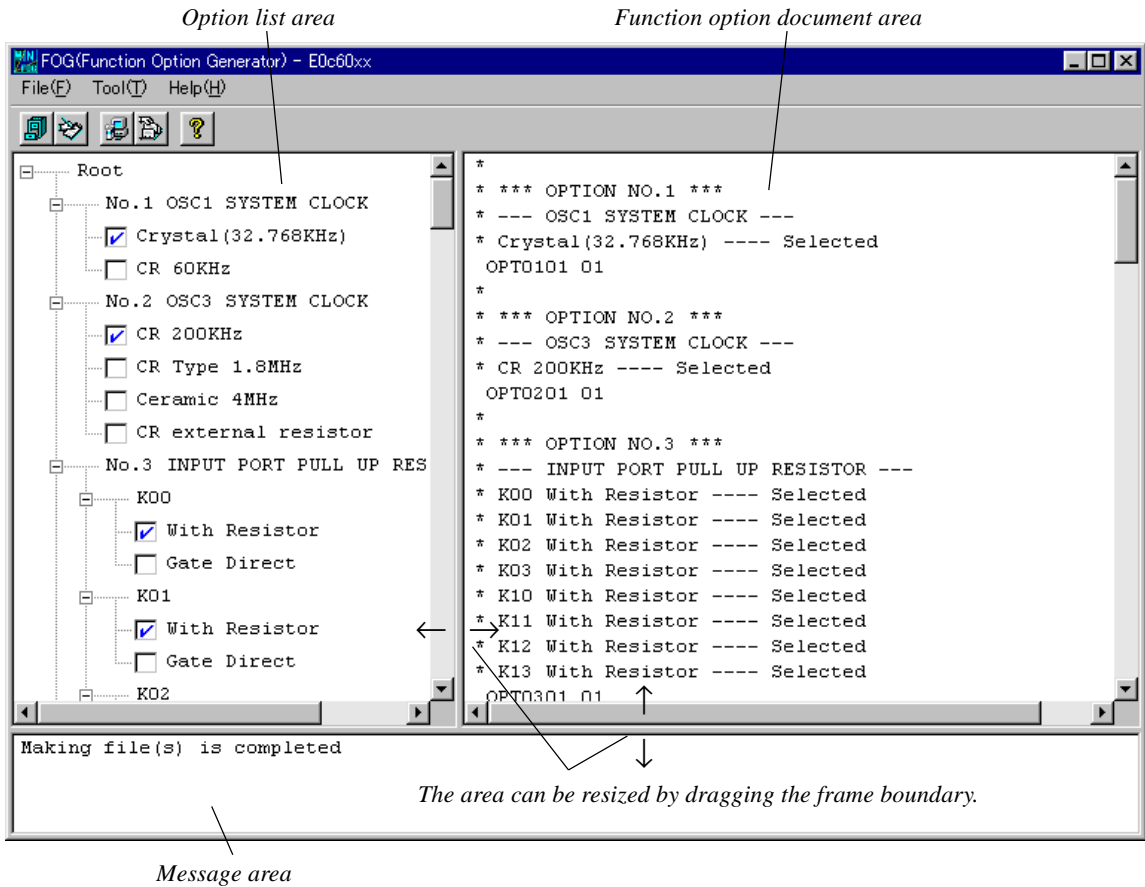 Option list area
Function option document area
FOG(Function Option Generator) - E0c60xx
File(F) Tool(T) Help(H)
Root
No.1 OSC1 SYSTEM CLOCK
Crystal(32.768KHz)
CR 60KHz
No.2 OSC3 SYSTEM CLOCK
CR 200KHz
CR Type 1.8MHz
Ceramic 4MHz
CR external resistor
No.3 INPUT PORT PULL UP RES
K00
With Resistor
Gate Direct
K01
With Resistor
Gate Direct
K02
*
* *** OPTION NO.1 ***
* --- OSC1 SYSTEM CLOCK ---
* Crystal(32.768KHz) ---- Selected
OPT0101 01
*
* *** OPTION NO.2 ***
* --- OSC3 SYSTEM CLOCK ---
* CR 200KHz ---- Selected
OPT0201 01
*
* *** OPTION NO.3 ***
* --- INPUT PORT PULL UP RESISTOR ---
* K00 With Resistor ---- Selected
* K01 With Resistor ---- Selected
* K02 With Resistor ---- Selected
* K03 With Resistor ---- Selected
* K10 With Resistor ---- Selected
* K11 With Resistor ---- Selected
* K12 With Resistor ---- Selected
* K13 With Resistor ---- Selected
OPT0301 01
Making file(s) is completed
The area can be resized by dragging the frame boundary.
Message area